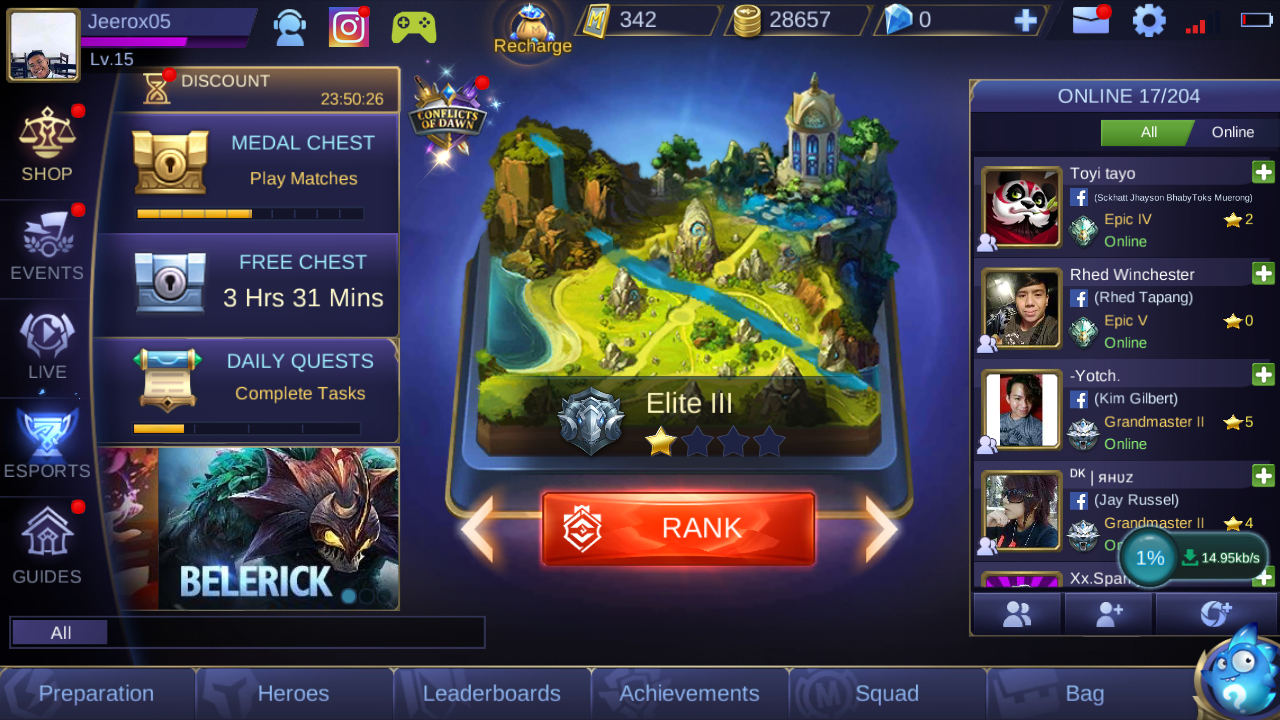 Jeerox05
Lv.15
Recharge
342
28657
0
DISCOUNT
23:50:26
SHOP
EVENTS
LIVE
ESPORTS
GUIDES
MEDAL CHEST
Play Matches
FREE CHEST
3 Hrs 31 Mins
DAILY QUESTS
Complete Tasks
BELERICK
CONFLICTS
OF DAWN
Elite III
RANK
ONLINE 17/204
All
Online
Toyi tayo
(Sckhatt Jhayson BhabyToks Muerong)
Epic IV
2
Online
Rhed Winchester
(Rhed Tapang)
Epic V
0
Online
-Yotch.
(Kim Gilbert)
Grandmaster II
5
Online
ᴰᴷ | ᴙʜᴜᴢ
(Jay Russel)
Grandmaster II
4
1%
14.95kb/s
All
Preparation
Heroes
Leaderboards
Achievements
Squad
Bag